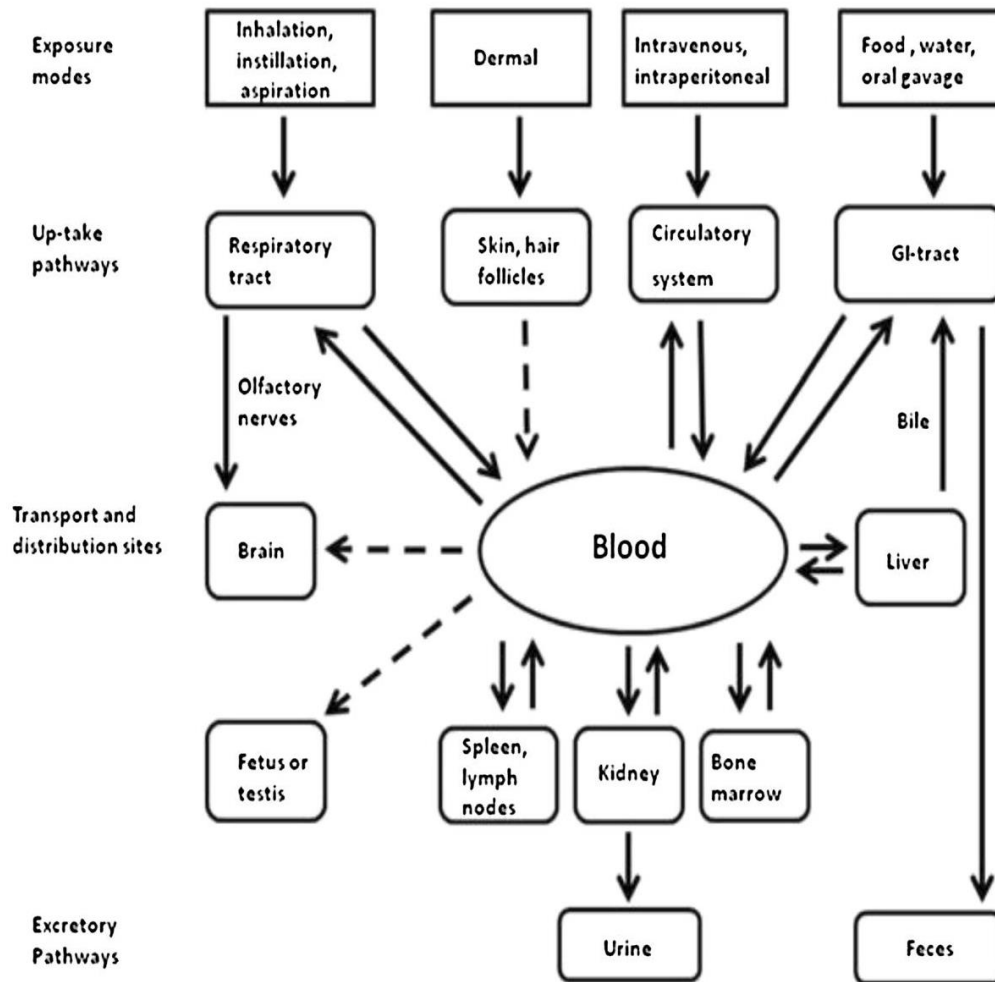 Exposure
modes
Inhalation,
instillation,
aspiration
Dermal
Intravenous,
intraperitoneal
Food , water,
oral gavage
Up-take
pathways
Respiratory
tract
Skin, hair
follicles
Circulatory
system
GI-tract
Olfactory
nerves
Bile
Transport and
distribution sites
Brain
Blood
Liver
Fetus or
testis
Spleen,
lymph
nodes
Kidney
Bone
marrow
Excretory
Pathways
Urine
Feces